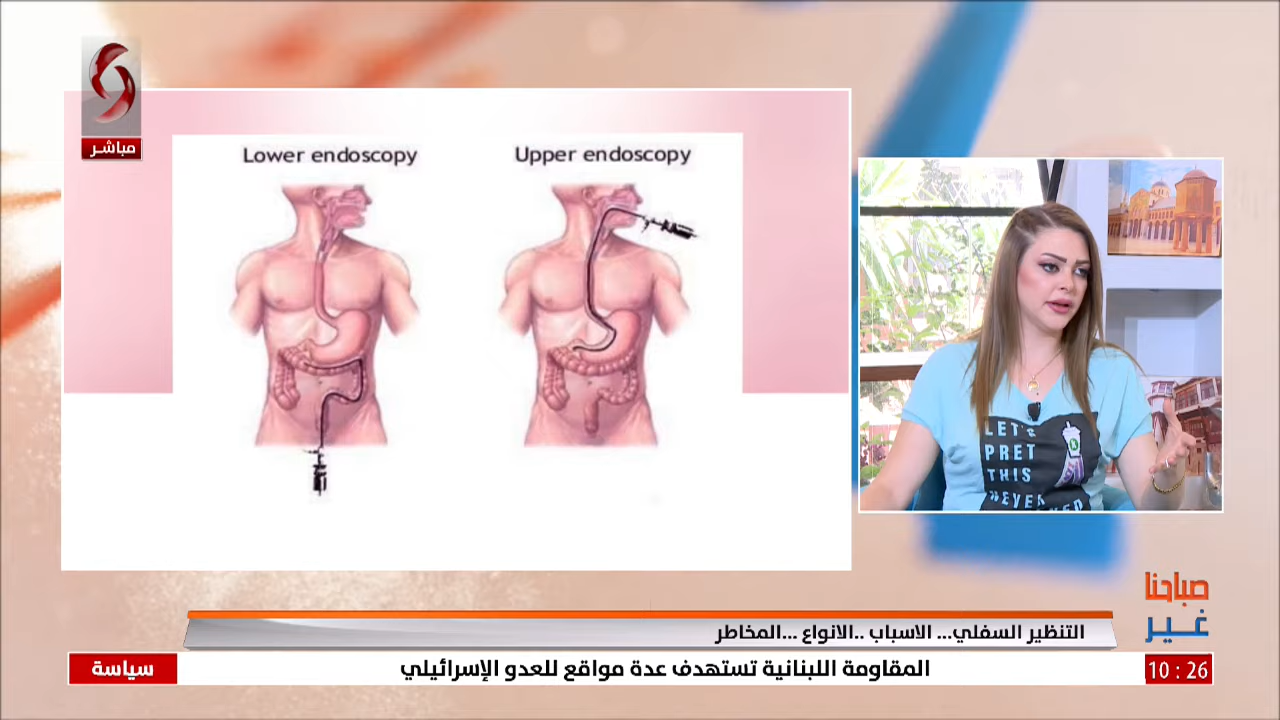 مباشر
Lower endoscopy
Upper endoscopy
LET'S
PRET
THIS
NEVER
صباحنا
غير
التنظير السفلي... الاسباب ..الانواع ...المخاطر
10 : 26
المقاومة اللبنانية تستهدف عدة مواقع للعدو الإسرائيلي
سياسة